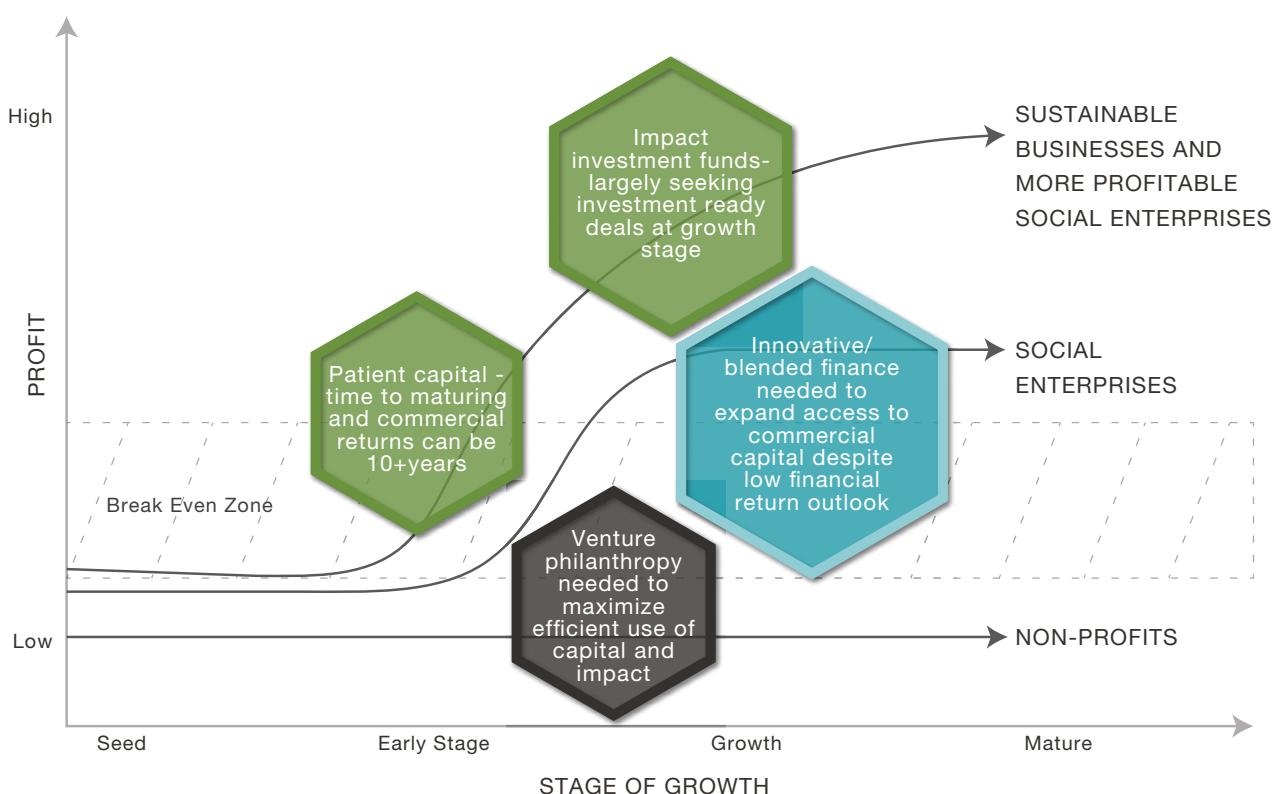 High
PROFIT
Low
Impact
investment funds-
largely seeking
investment ready
deals at growth
stage
SUSTAINABLE
BUSINESSES AND
MORE PROFITABLE
SOCIAL ENTERPRISES
Patient capital -
time to maturing
and commercial
returns can be
10+years
Innovative/
blended finance
needed to
expand access to
commercial
capital despite
low financial
return outlook
SOCIAL
ENTERPRISES
Break Even Zone
Venture
philanthropy
needed to
maximize
efficient use of
capital and
impact
NON-PROFITS
Seed
Early Stage
Growth
Mature
STAGE OF GROWTH